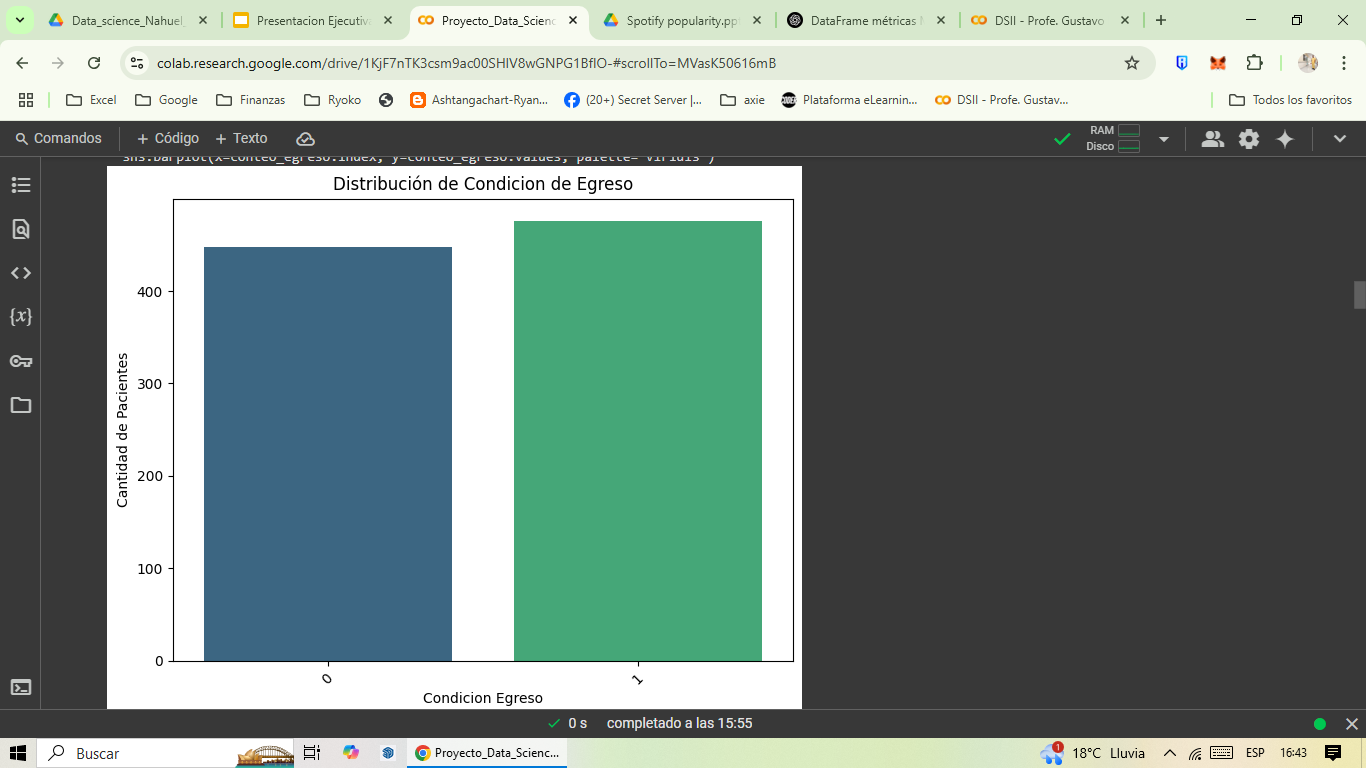 Data_science_Nahuel_
Presentacion Ejecutiva
Proyecto_Data_Scienc
Spotify popularity.pp
DataFrame métricas M
DSII - Profe. Gustavo
colab.research.google.com/drive/1KjF7nTK3csm9ac00SHlV8wGNPG1BflO-#scrollTo=MVasK50616mB
Excel
Google
Finanzas
Ryoko
Ashtangachart-Ryan...
(20+) Secret Server |...
axie
Plataforma eLearnin...
DSII - Profe. Gustav...
Todos los favoritos
Comandos
+ Código
+ Texto
RAM
Disco
sns.barplot(x=conteo_egreso.index, y=conteo_egreso.values, palette='viridis')
Distribución de Condicion de Egreso
Cantidad de Pacientes
400
300
200
100
0
0
1
Condicion Egreso
0 s
completado a las 15:55
Buscar
Proyecto_Data_Scienc...
1
18°C Lluvia
ESP
16:43